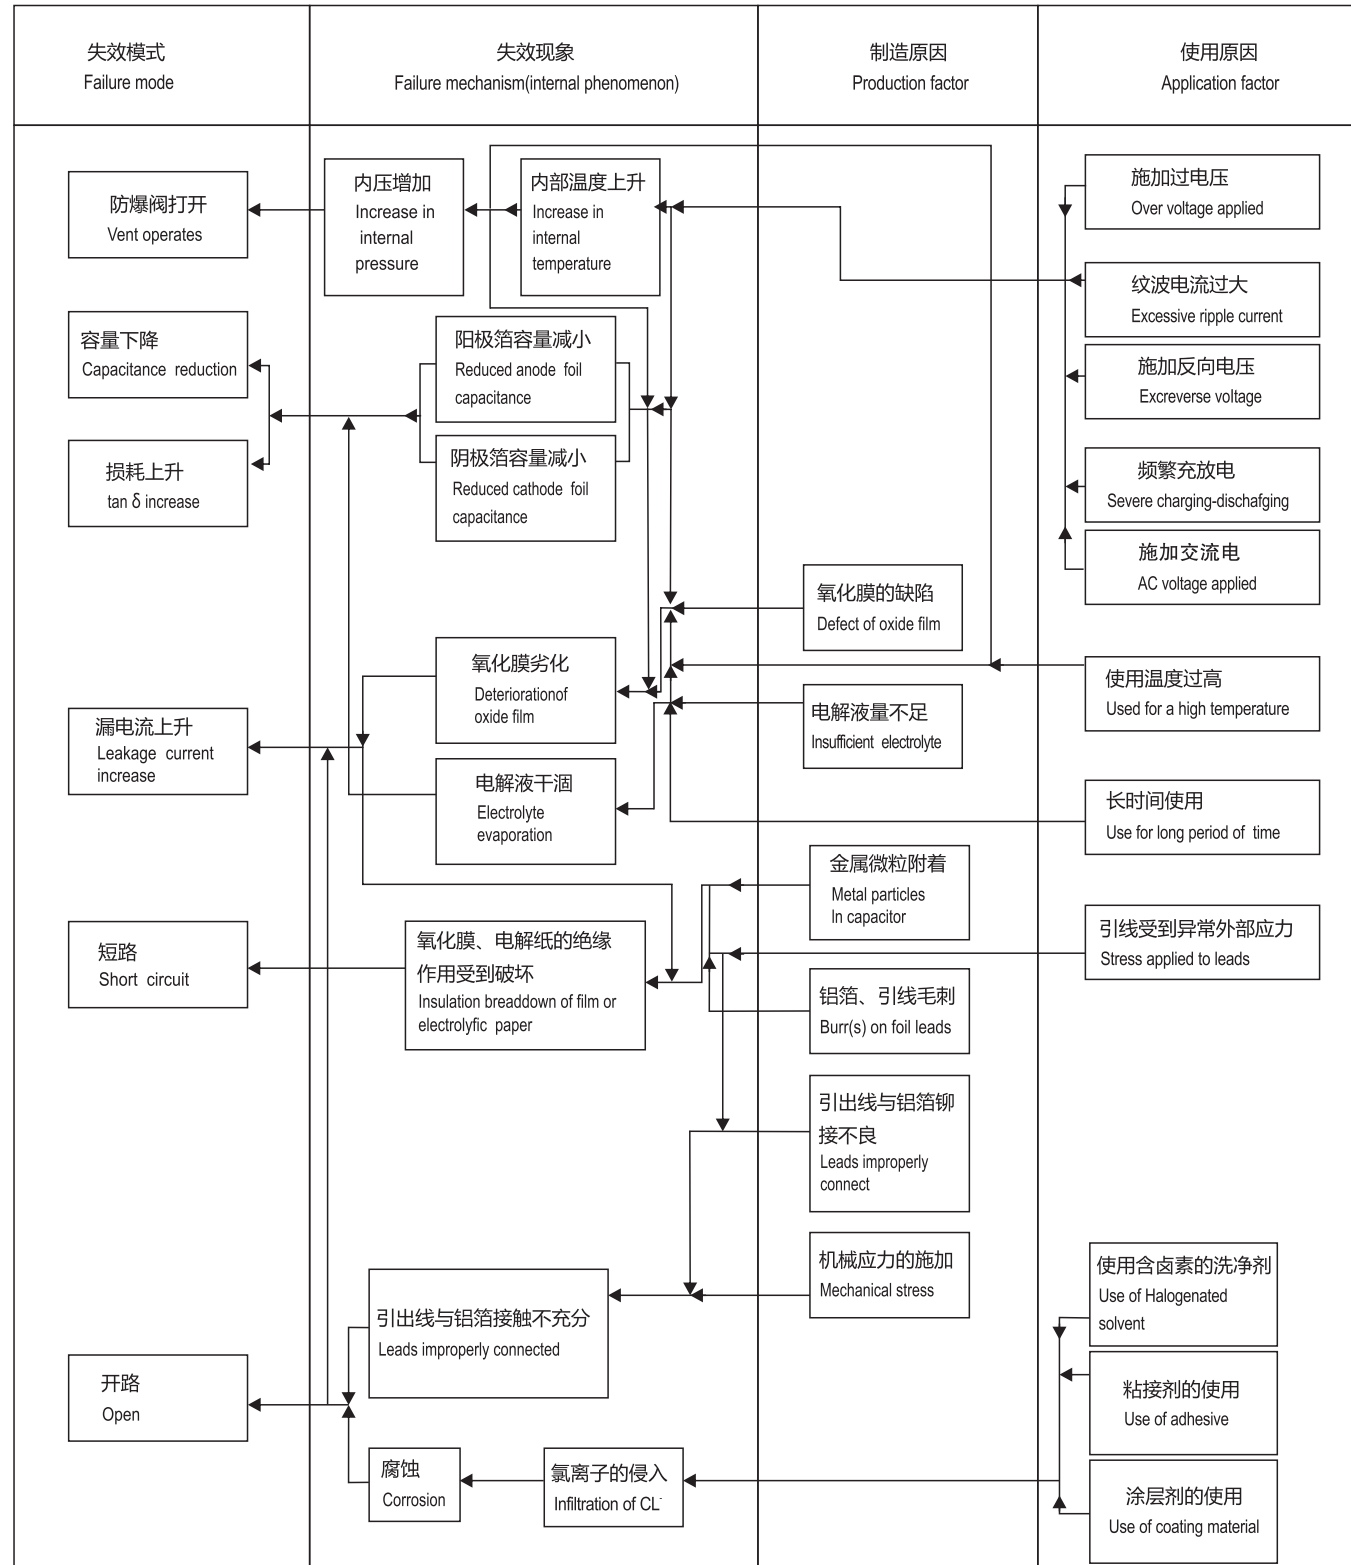 失效模式
Failure mode
失效现象
Failure mechanism(internal phenomenon)
制造原因
Production factor
使用原因
Application factor
防爆阀打开
Vent operates
容量下降
Capacitance reduction
损耗上升
tan δ increase
漏电流上升
Leakage current
increase
短路
Short circuit
开路
Open
内压增加
Increase in
internal
pressure
内部温度上升
Increase in
internal
temperature
阳极箔容量减小
Reduced anode foil
capacitance
阴极箔容量减小
Reduced cathode foil
capacitance
氧化膜劣化
Deteriorationof
oxide film
电解液干涸
Electrolyte
evaporation
氧化膜、电解纸的绝缘
作用受到破坏
Insulation breaddown of film or
electrolyfic paper
引出线与铝箔接触不充分
Leads improperly connected
腐蚀
Corrosion
氯离子的侵入
Infiltration of CL-
氧化膜的缺陷
Defect of oxide film
电解液量不足
Insufficient electrolyte
金属微粒附着
Metal particles
In capacitor
铝箔、引线毛刺
Burr(s) on foil leads
引出线与铝箔铆
接不良
Leads improperly
connect
机械应力的施加
Mechanical stress
施加过电压
Over voltage applied
纹波电流过大
Excessive ripple current
施加反向电压
Excreverse voltage
频繁充放电
Severe charging-dischafging
施加交流电
AC voltage applied
使用温度过高
Used for a high temperature
长时间使用
Use for long period of time
引线受到异常外部应力
Stress applied to leads
使用含卤素的洗净剂
Use of Halogenated
solvent
粘接剂的使用
Use of adhesive
涂层剂的使用
Use of coating material